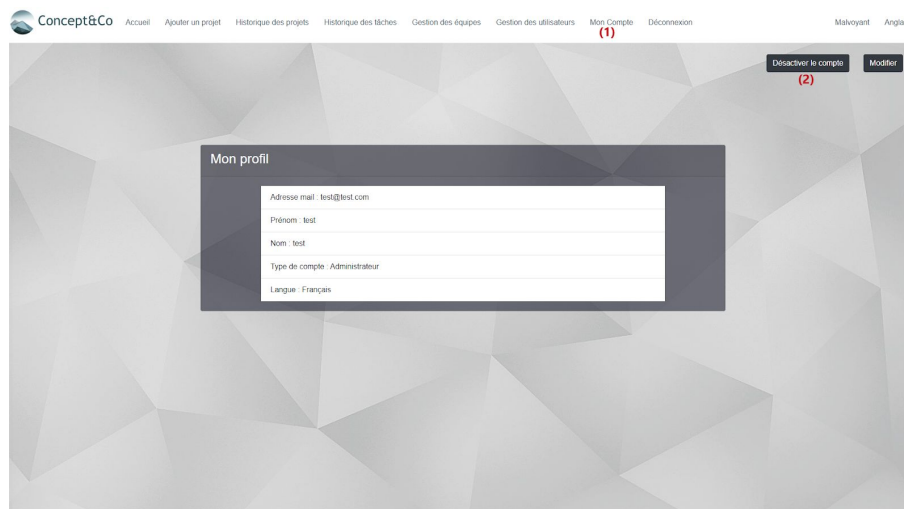 Concept&Co Accueil Ajouter un projet Historique des projets Historique des tâches Gestion des équipes Gestion des utilisateurs Mon Compte Déconnexion Malvoyant Angla
(1)
Désactiver le compte Modifier
(2)
Mon profil
Adresse mail : test@test.com
Prénom : test
Nom : test
Type de compte : Administrateur
Langue : Français